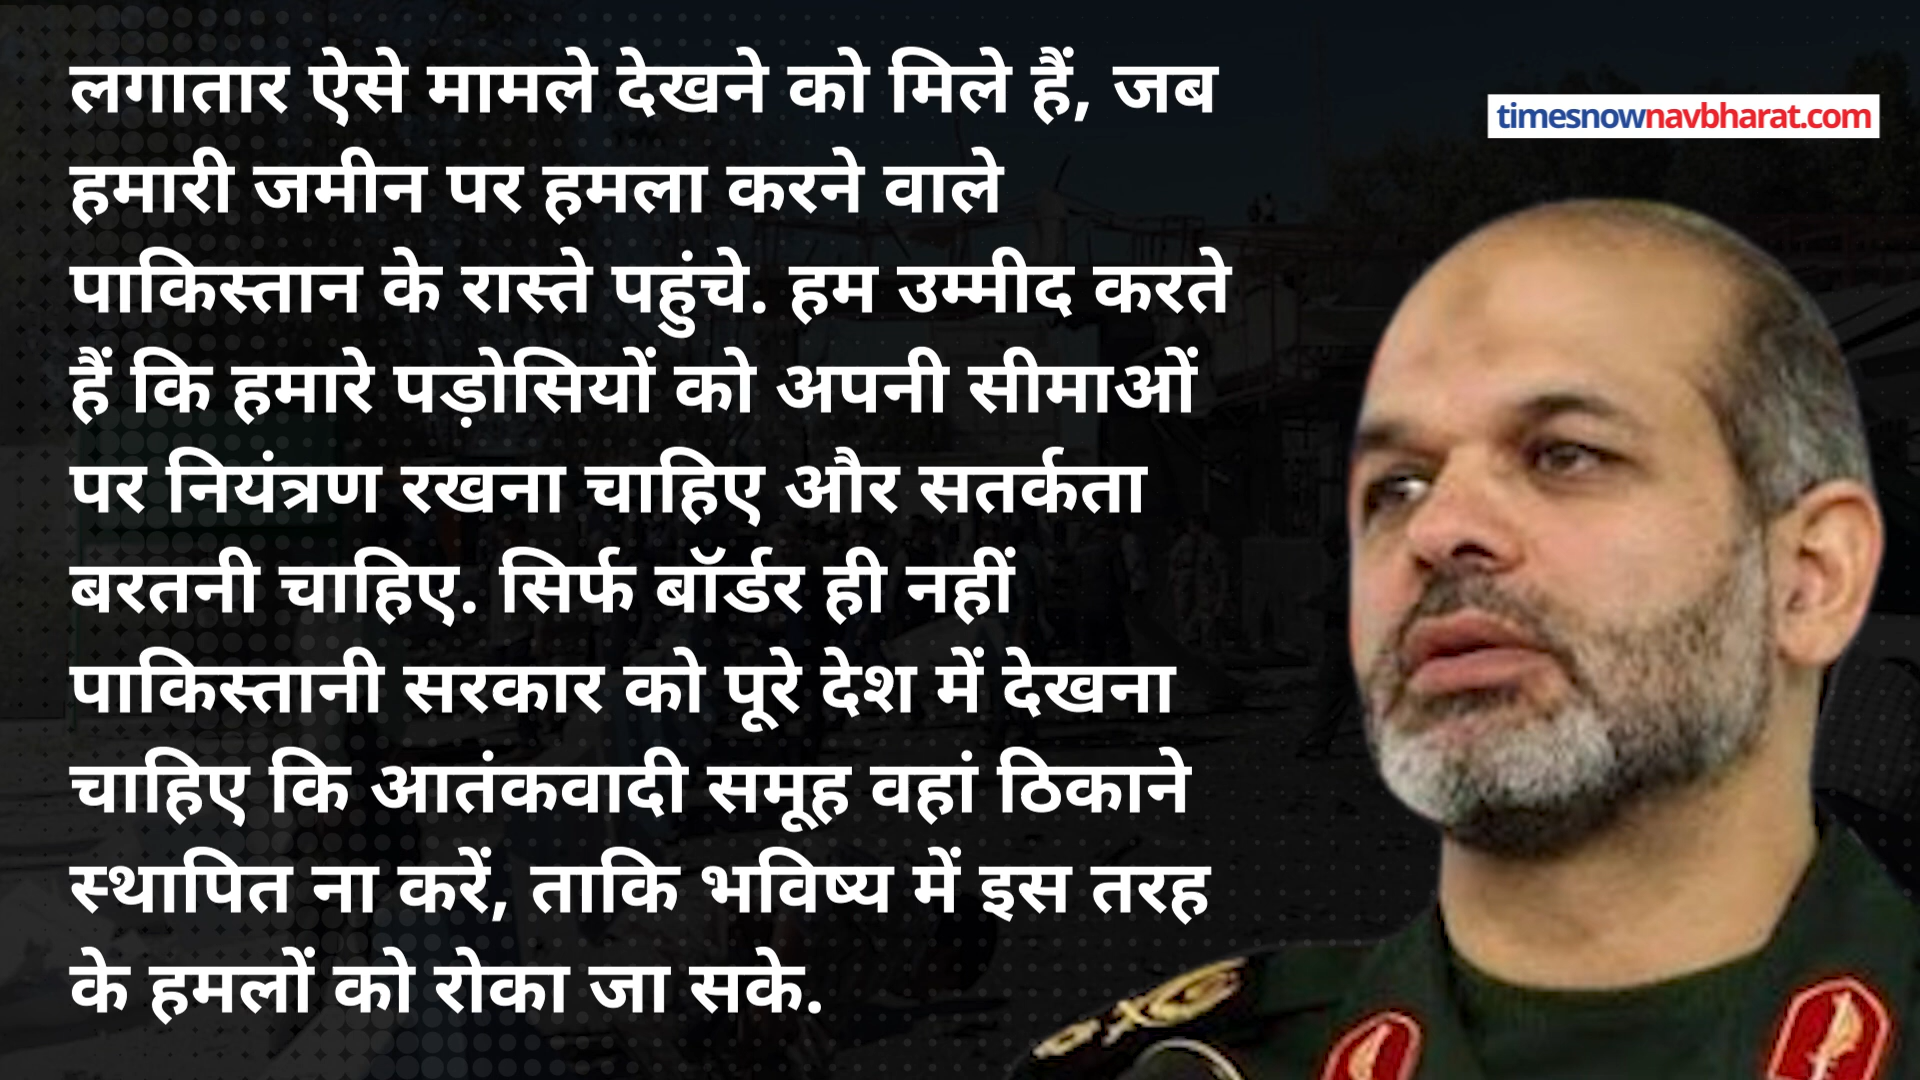 लगातार ऐसे मामले देखने को मिले हैं, जब
हमारी जमीन पर हमला करने वाले
पाकिस्तान के रास्ते पहुंचे. हम उम्मीद करते
हैं कि हमारे पड़ोसियों को अपनी सीमाओं
पर नियंत्रण रखना चाहिए और सतर्कता
बरतनी चाहिए. सिर्फ बॉर्डर ही नहीं
पाकिस्तानी सरकार को पूरे देश में देखना
चाहिए कि आतंकवादी समूह वहां ठिकाने
स्थापित ना करें, ताकि भविष्य में इस तरह
के हमलों को रोका जा सके.
timesnownavbharat.com